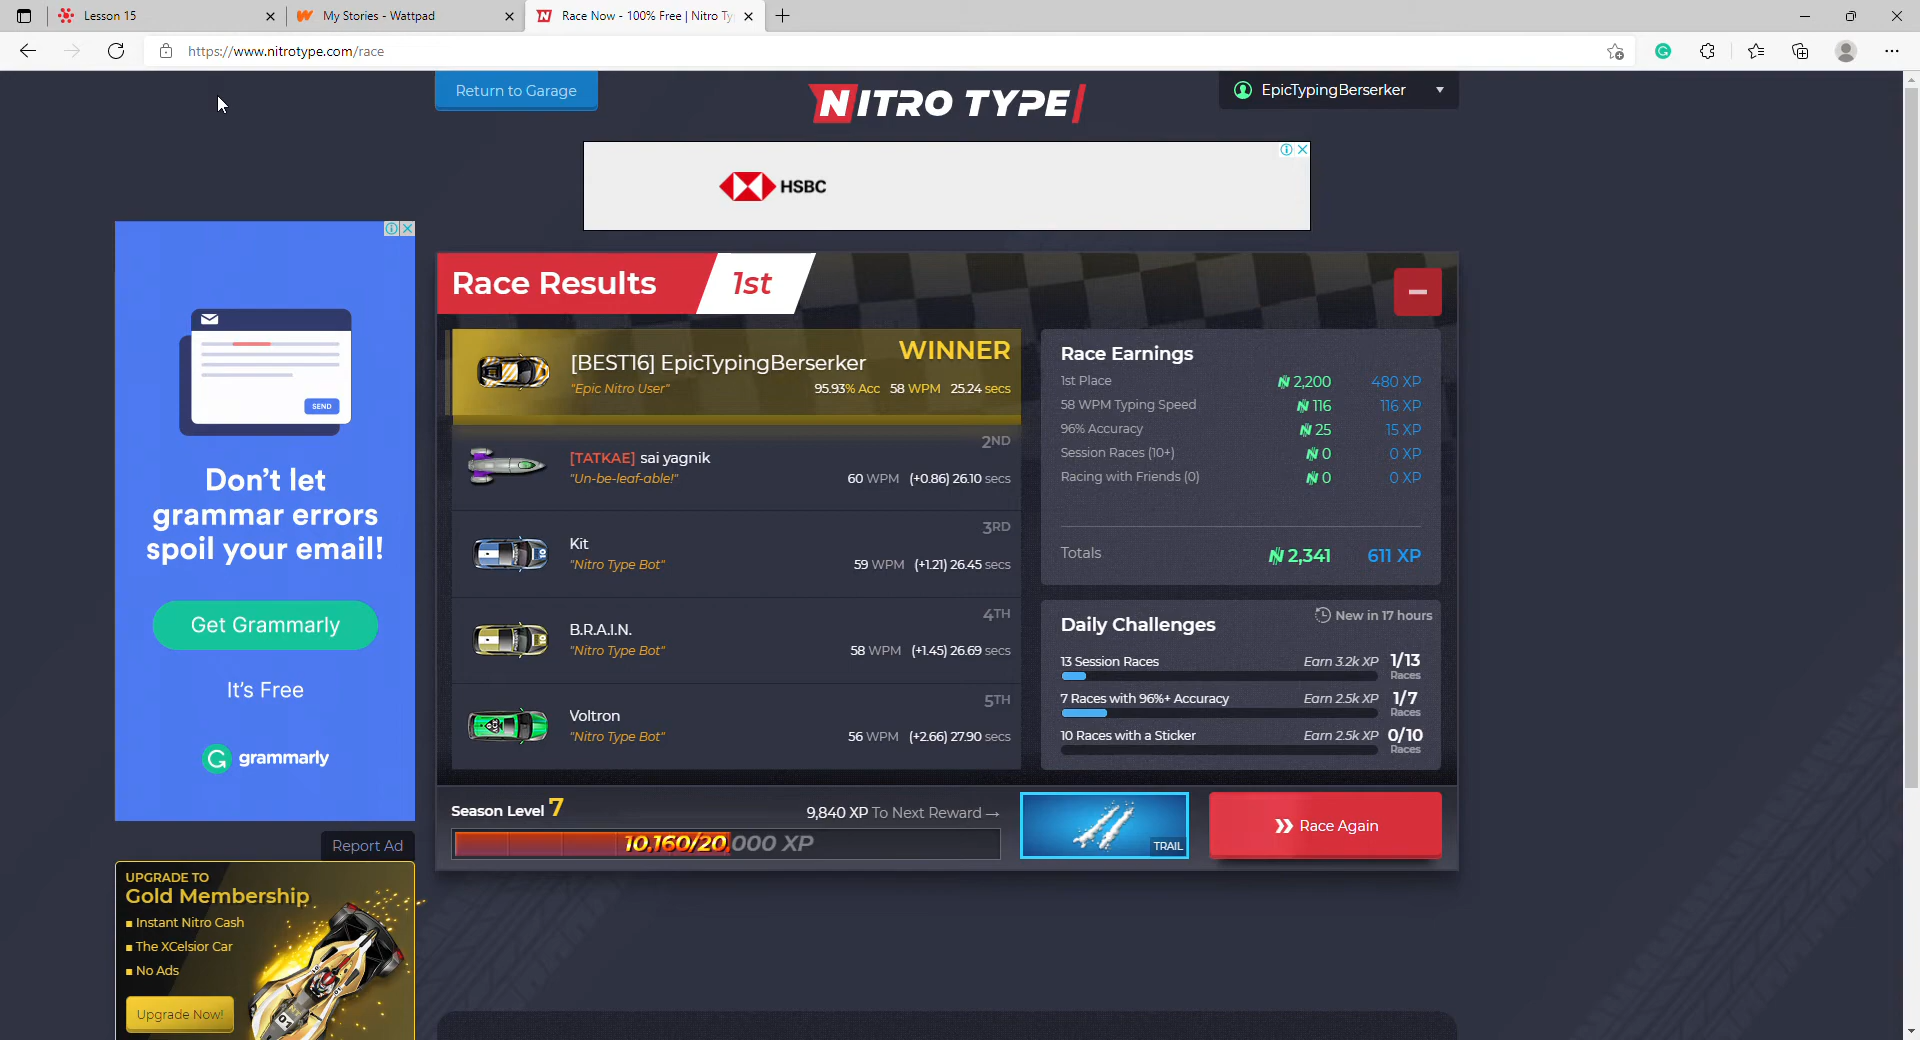 Lesson 15
My Stories - Wattpad
Race Now - 100% Free | Nitro Ty
https://www.nitrotype.com/race
Return to Garage
NITRO TYPE
EpicTypingBerserker
HSBC
Don't let
grammar errors
spoil your email!
SEND
Get Grammarly
It's Free
grammarly
Report Ad
UPGRADE TO
Gold Membership
Instant Nitro Cash
The XCelsior Car
No Ads
Upgrade Now!
01
Race Results 1st
WINNER
[BEST16] EpicTypingBerserker
"Epic Nitro User" 95.93% Acc 58 WPM 25.24 secs
2ND
[TATKAE] sai yagnik
"Un-be-leaf-able!" 60 WPM (+0.86) 26.10 secs
3RD
Kit
"Nitro Type Bot" 59 WPM (+1.21) 26.45 secs
4TH
B.R.A.I.N.
"Nitro Type Bot" 58 WPM (+1.45) 26.69 secs
5TH
Voltron
"Nitro Type Bot" 56 WPM (+2.66) 27.90 secs
Race Earnings
1st Place 2,200 480 XP
58 WPM Typing Speed 116 116 XP
96% Accuracy 25 15 XP
Session Races (10+) 0 0 XP
Racing with Friends (0) 0 0 XP
Totals 2,341 611 XP
New in 17 hours
Daily Challenges
13 Session Races Earn 3.2k XP 1/13
Races
7 Races with 96%+ Accuracy Earn 2.5k XP 1/7
Races
10 Races with a Sticker Earn 2.5k XP 0/10
Races
Season Level 7 9,840 XP To Next Reward →
10,160/20,000 XP
TRAIL
Race Again